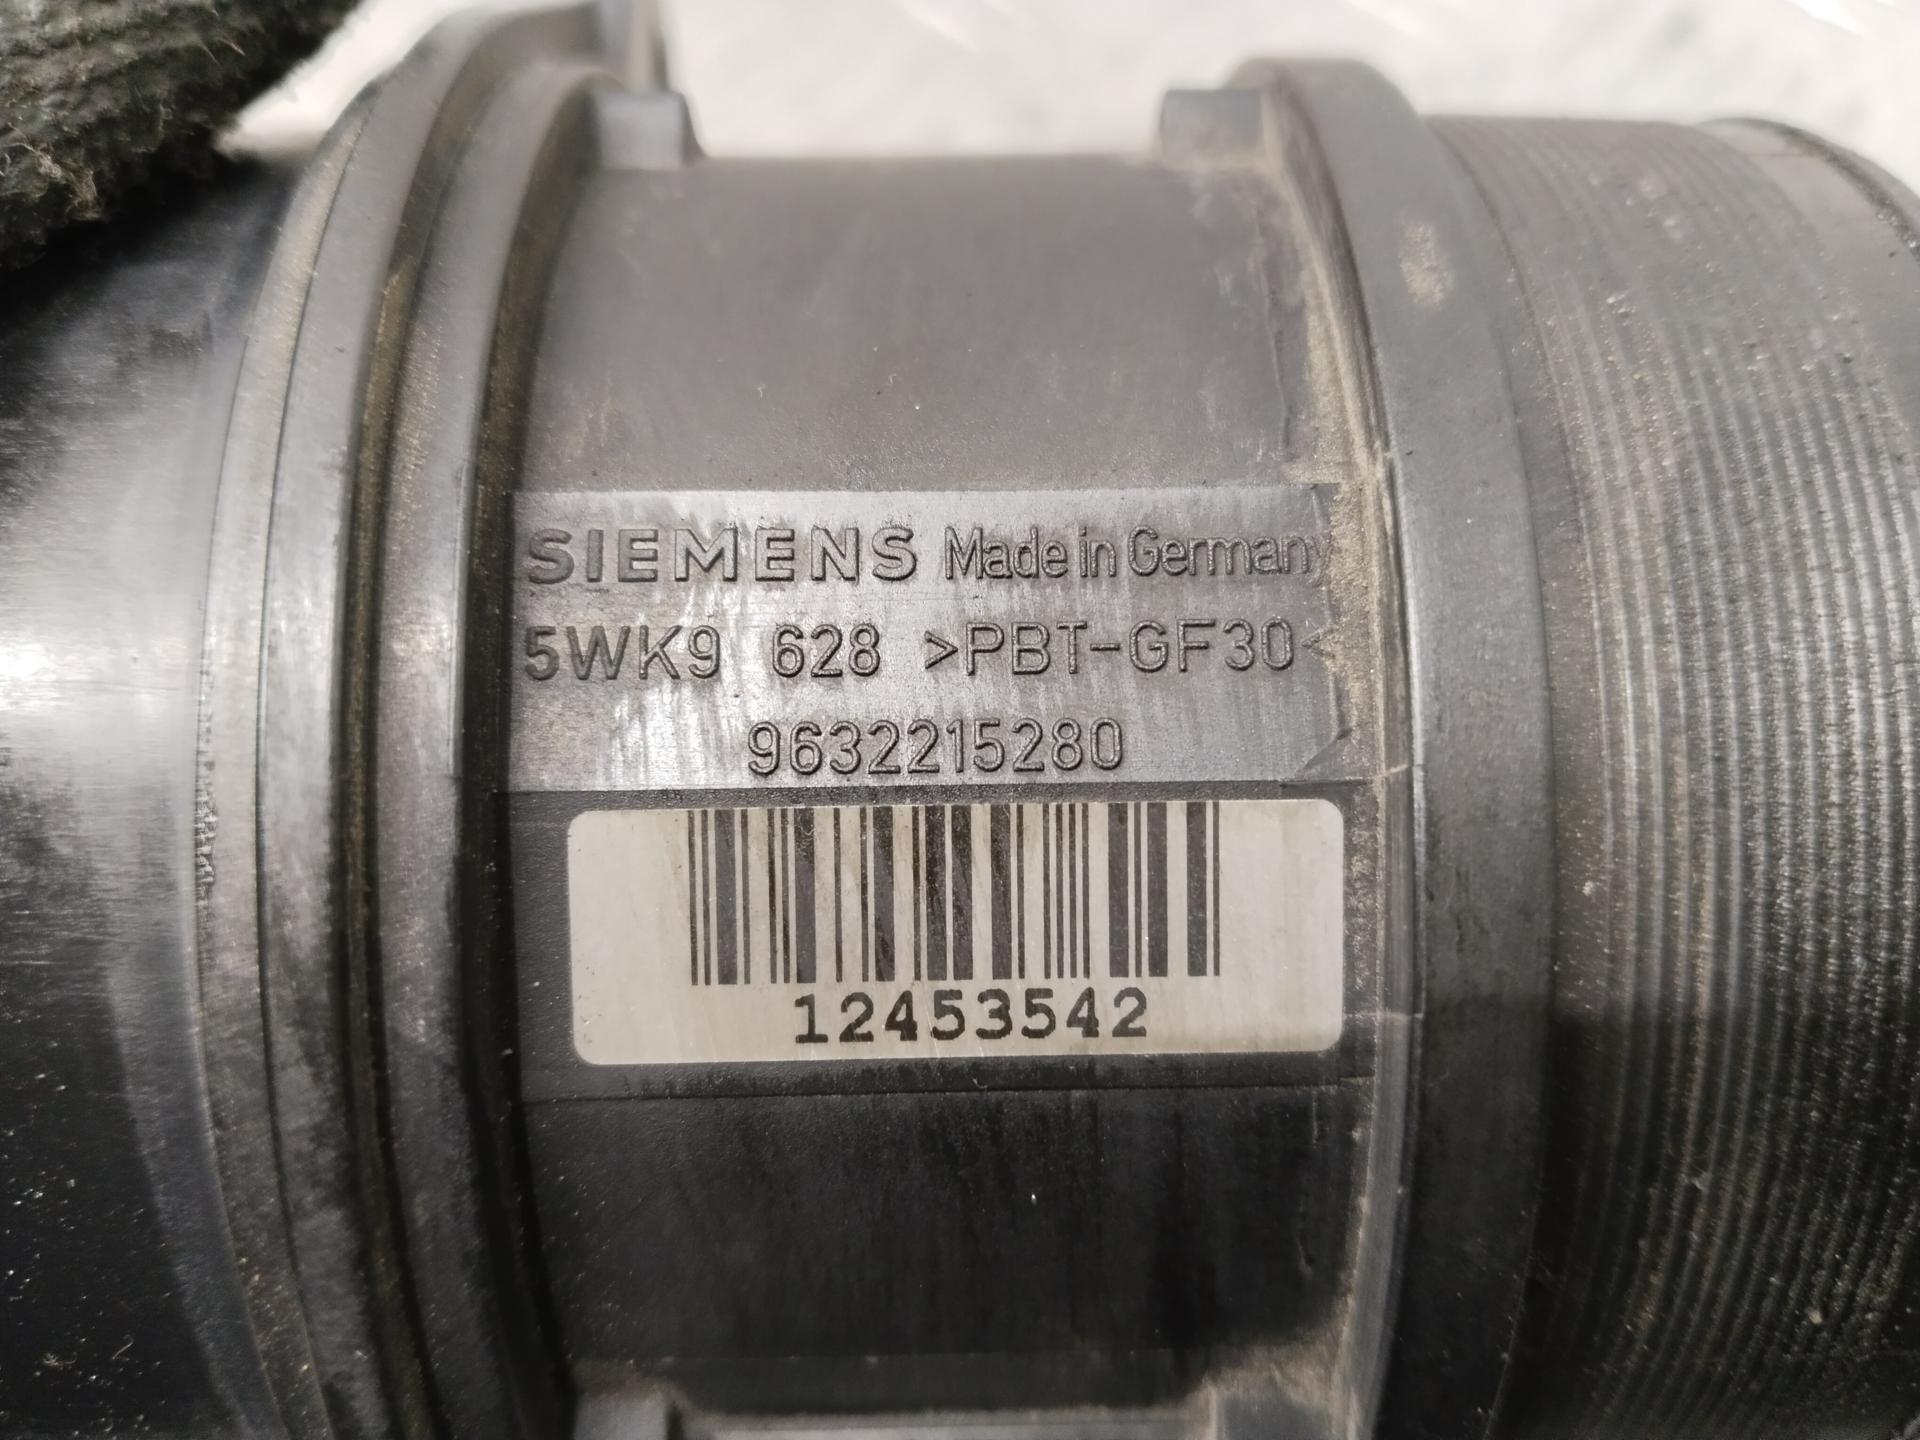 SIEMENS Made in Germany
5WK9 628 >PBT-GF30<
9632215280
12453542